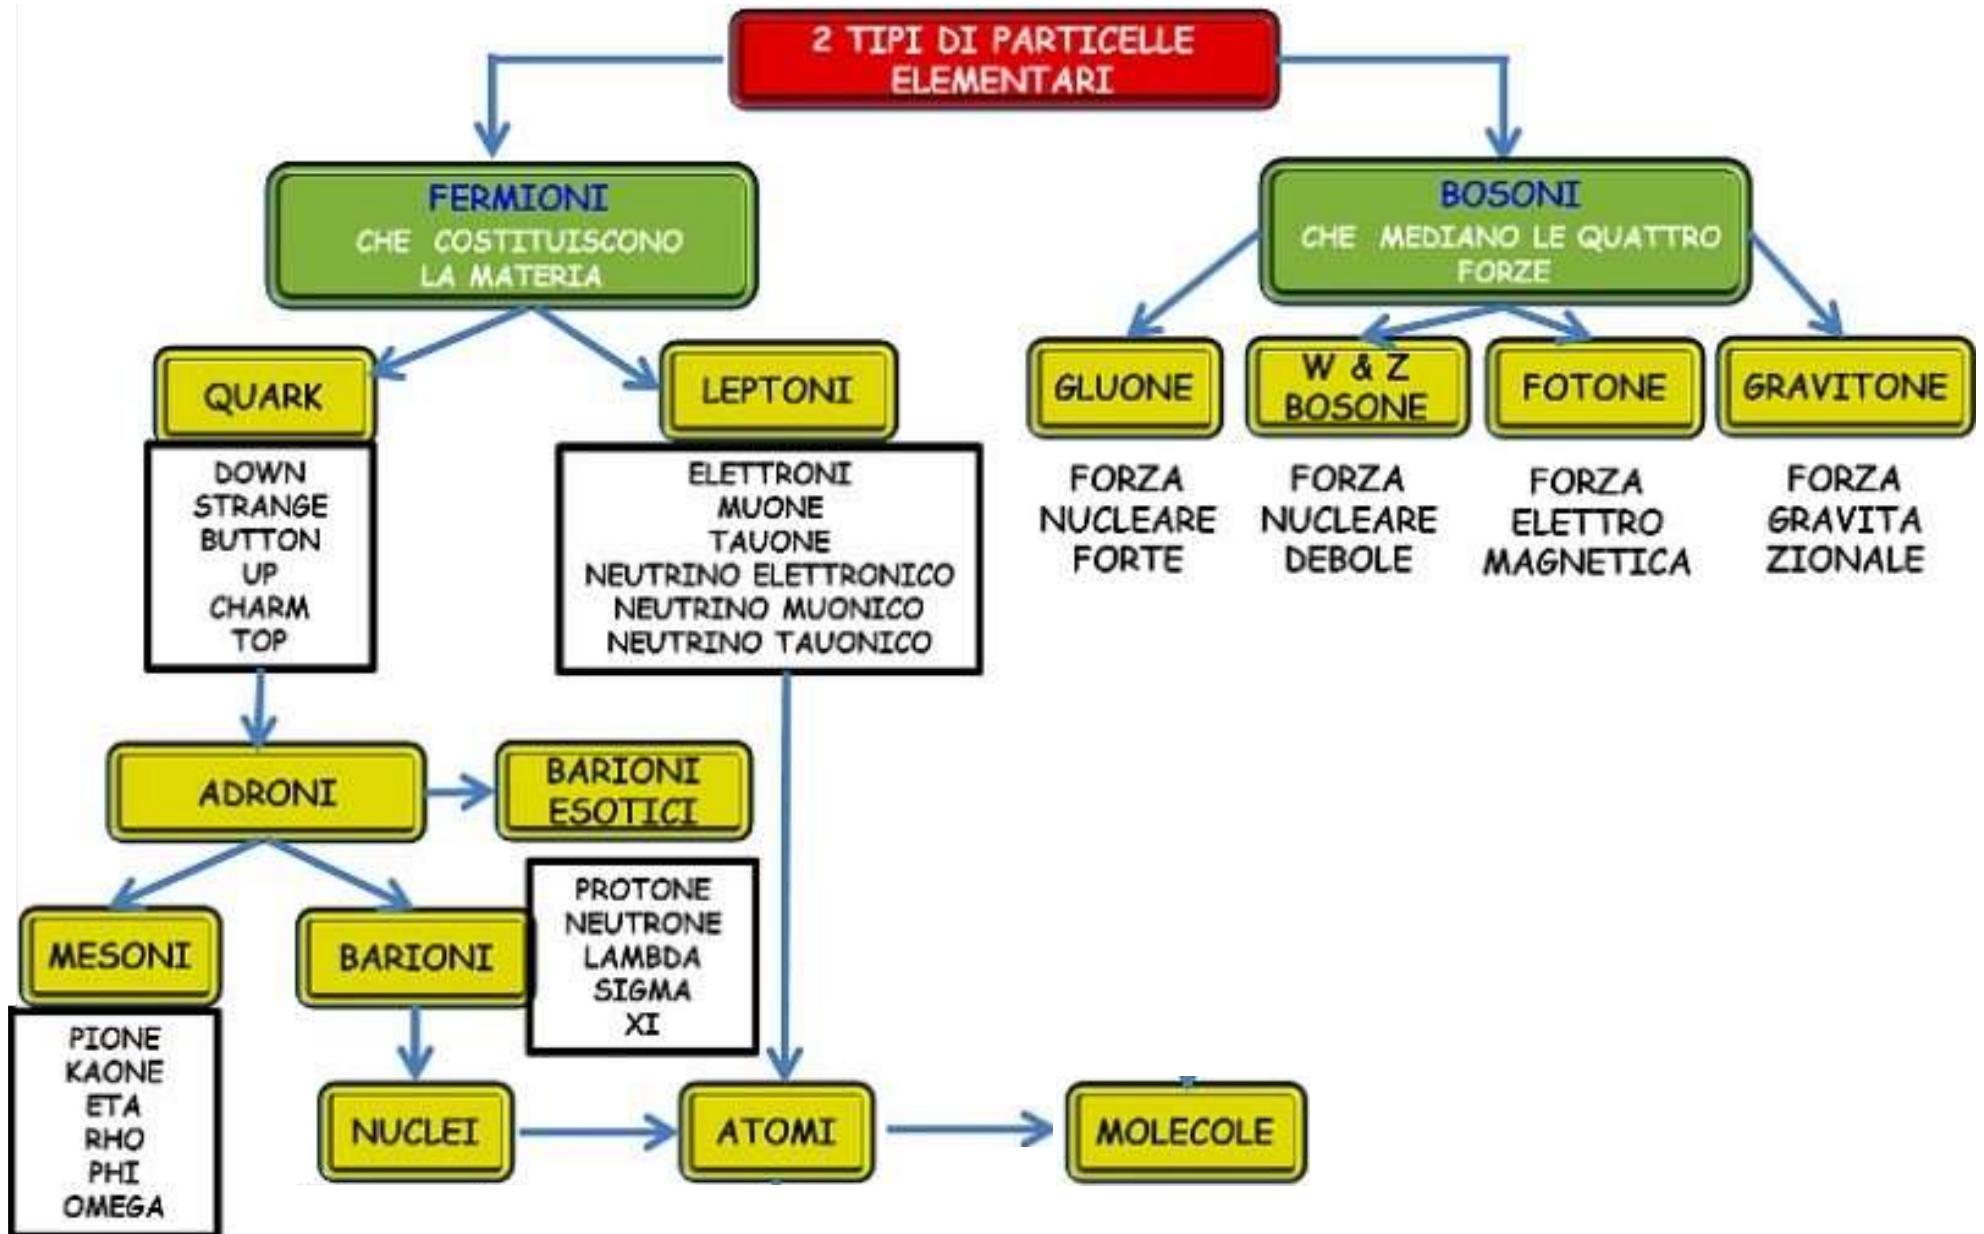 2 TIPI DI PARTICELLE
ELEMENTARI
FERMIONI
CHE COSTITUISCONO
LA MATERIA
BOSONI
CHE MEDIANO LE QUATTRO
FORZE
QUARK
DOWN
STRANGE
BUTTON
UP
CHARM
TOP
LEPTONI
ELETTRONI
MUONE
TAUONE
NEUTRINO ELETTRONICO
NEUTRINO MUONICO
NEUTRINO TAUONICO
GLUONE
FORZA
NUCLEARE
FORTE
W & Z
BOSONE
FORZA
NUCLEARE
DEBOLE
FOTONE
FORZA
ELETTRO
MAGNETICA
GRAVITONE
FORZA
GRAVITA
ZIONALE
ADRONI
BARIONI
ESOTICI
MESONI
PIONE
KAONE
ETA
RHO
PHI
OMEGA
BARIONI
PROTONE
NEUTRONE
LAMBDA
SIGMA
XI
NUCLEI
ATOMI
MOLECOLE